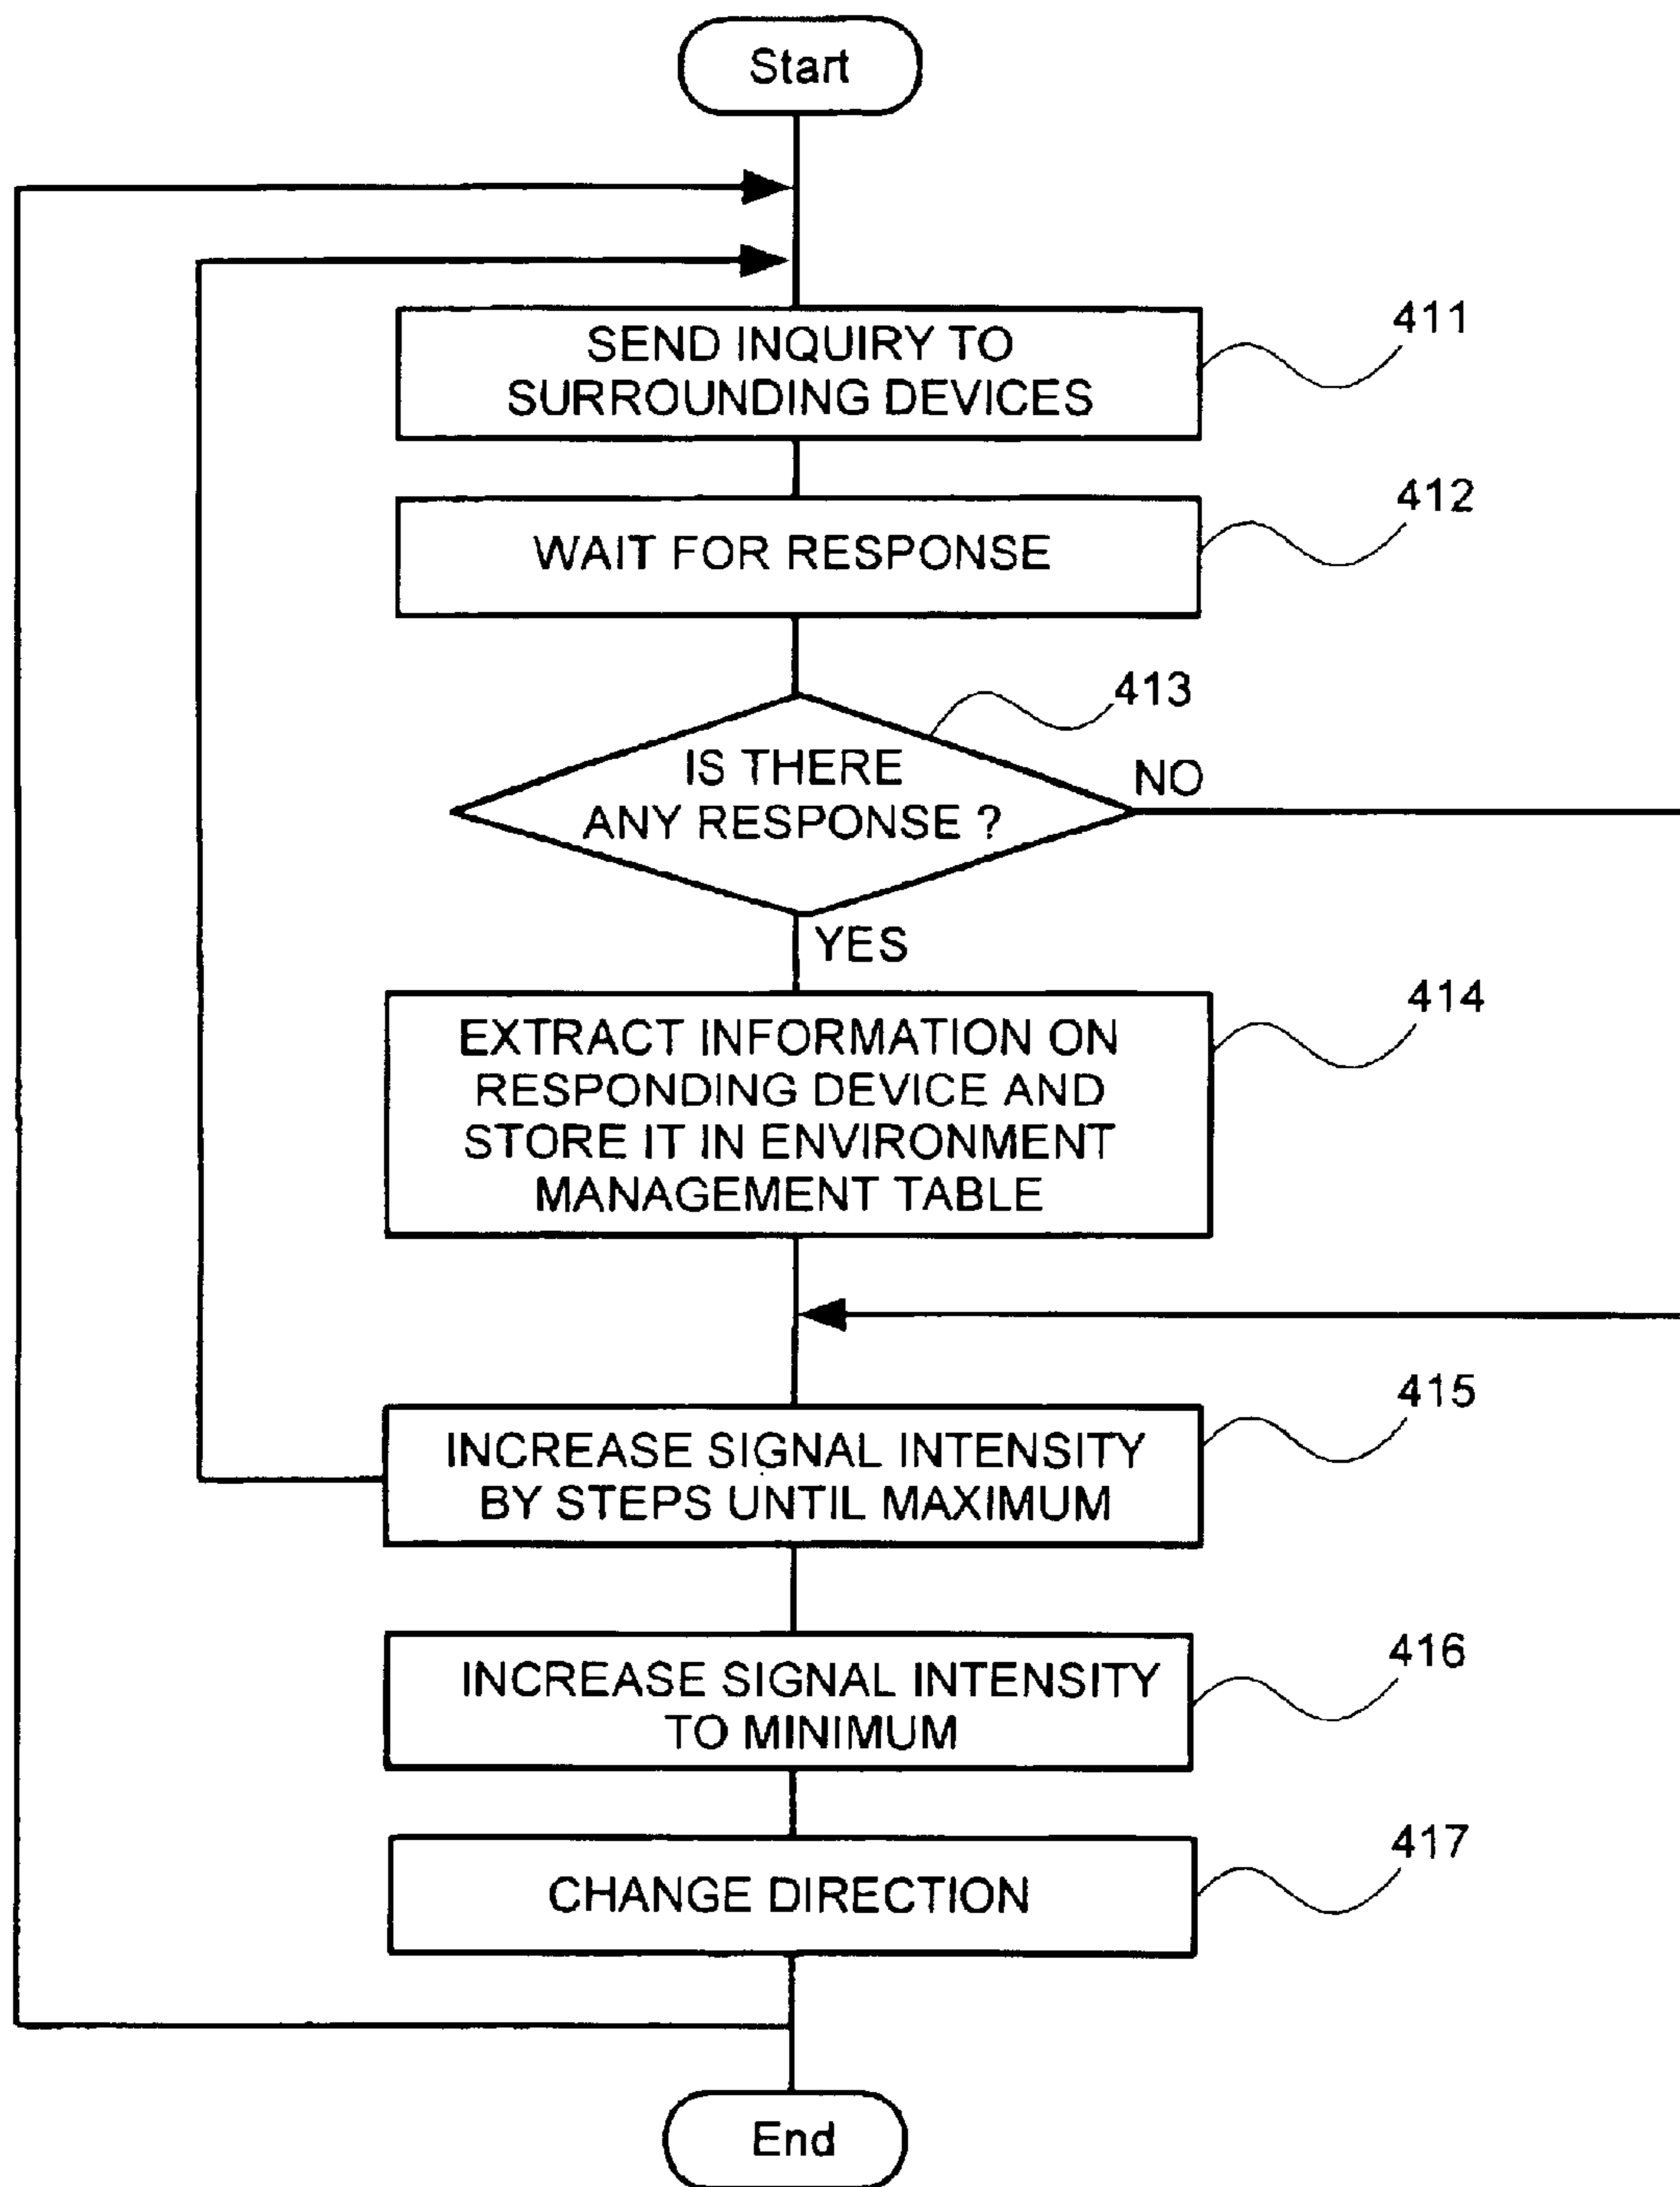 Start
SEND INQUIRY TO
SURROUNDING DEVICES
411
WAIT FOR RESPONSE
412
413
IS THERE
ANY RESPONSE ?
NO
YES
EXTRACT INFORMATION ON
RESPONDING DEVICE AND
STORE IT IN ENVIRONMENT
MANAGEMENT TABLE
414
INCREASE SIGNAL INTENSITY
BY STEPS UNTIL MAXIMUM
415
INCREASE SIGNAL INTENSITY
TO MINIMUM
416
CHANGE DIRECTION
417
End